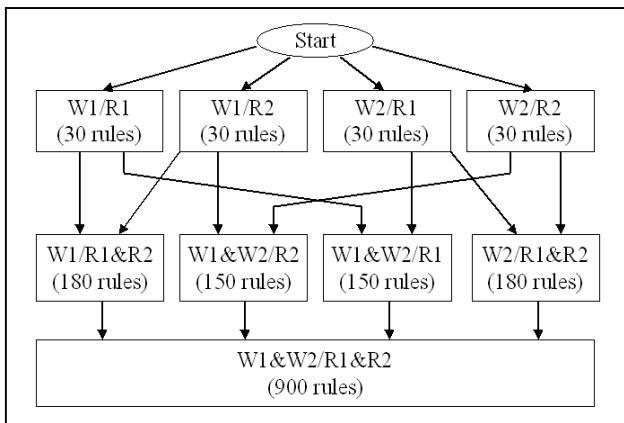 Start
W1/R1
(30 rules)
W1/R2
(30 rules)
W2/R1
(30 rules)
W2/R2
(30 rules)
W1/R1&R2
(180 rules)
W1&W2/R2
(150 rules)
W1&W2/R1
(150 rules)
W2/R1&R2
(180 rules)
W1&W2/R1&R2
(900 rules)